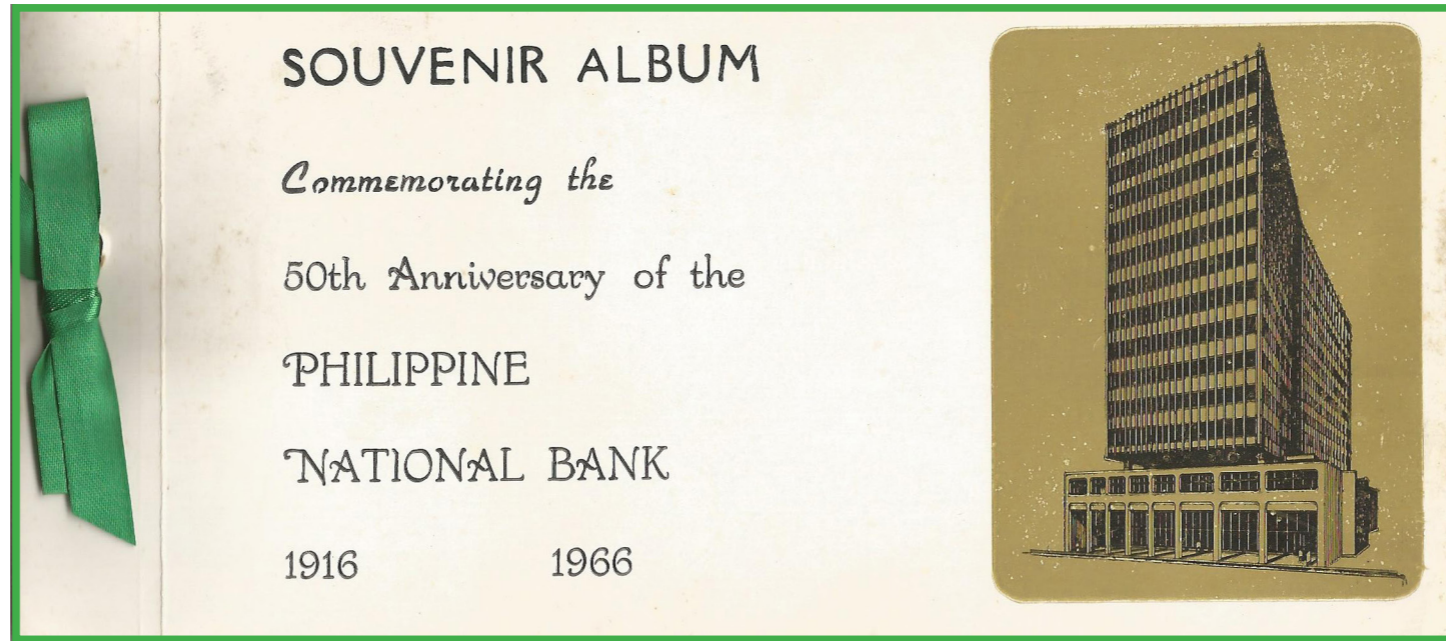 SOUVENIR ALBUM
Commemorating the
50th Anniversary of the
PHILIPPINE
NATIONAL BANK
1916 1966